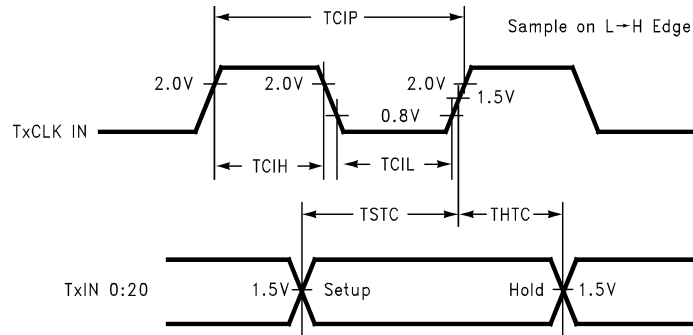 TCIP
Sample on L→H Edge
2.0V 2.0V 2.0V
1.5V
0.8V
TxCLK IN
TCIH TCIL
TSTC THTC
TxIN 0:20 1.5V Setup Hold 1.5V